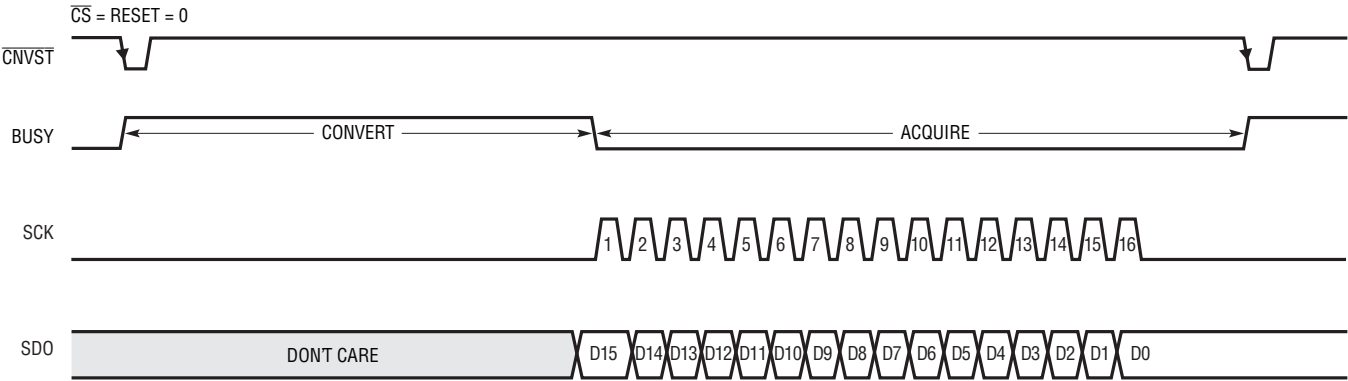 C̅S̅ = RESET = 0
C̅N̅V̅S̅T̅
BUSY CONVERT ACQUIRE
SCK 1 2 3 4 5 6 7 8 9 10 11 12 13 14 15 16
SDO DON'T CARE D15 D14 D13 D12 D11 D10 D9 D8 D7 D6 D5 D4 D3 D2 D1 D0